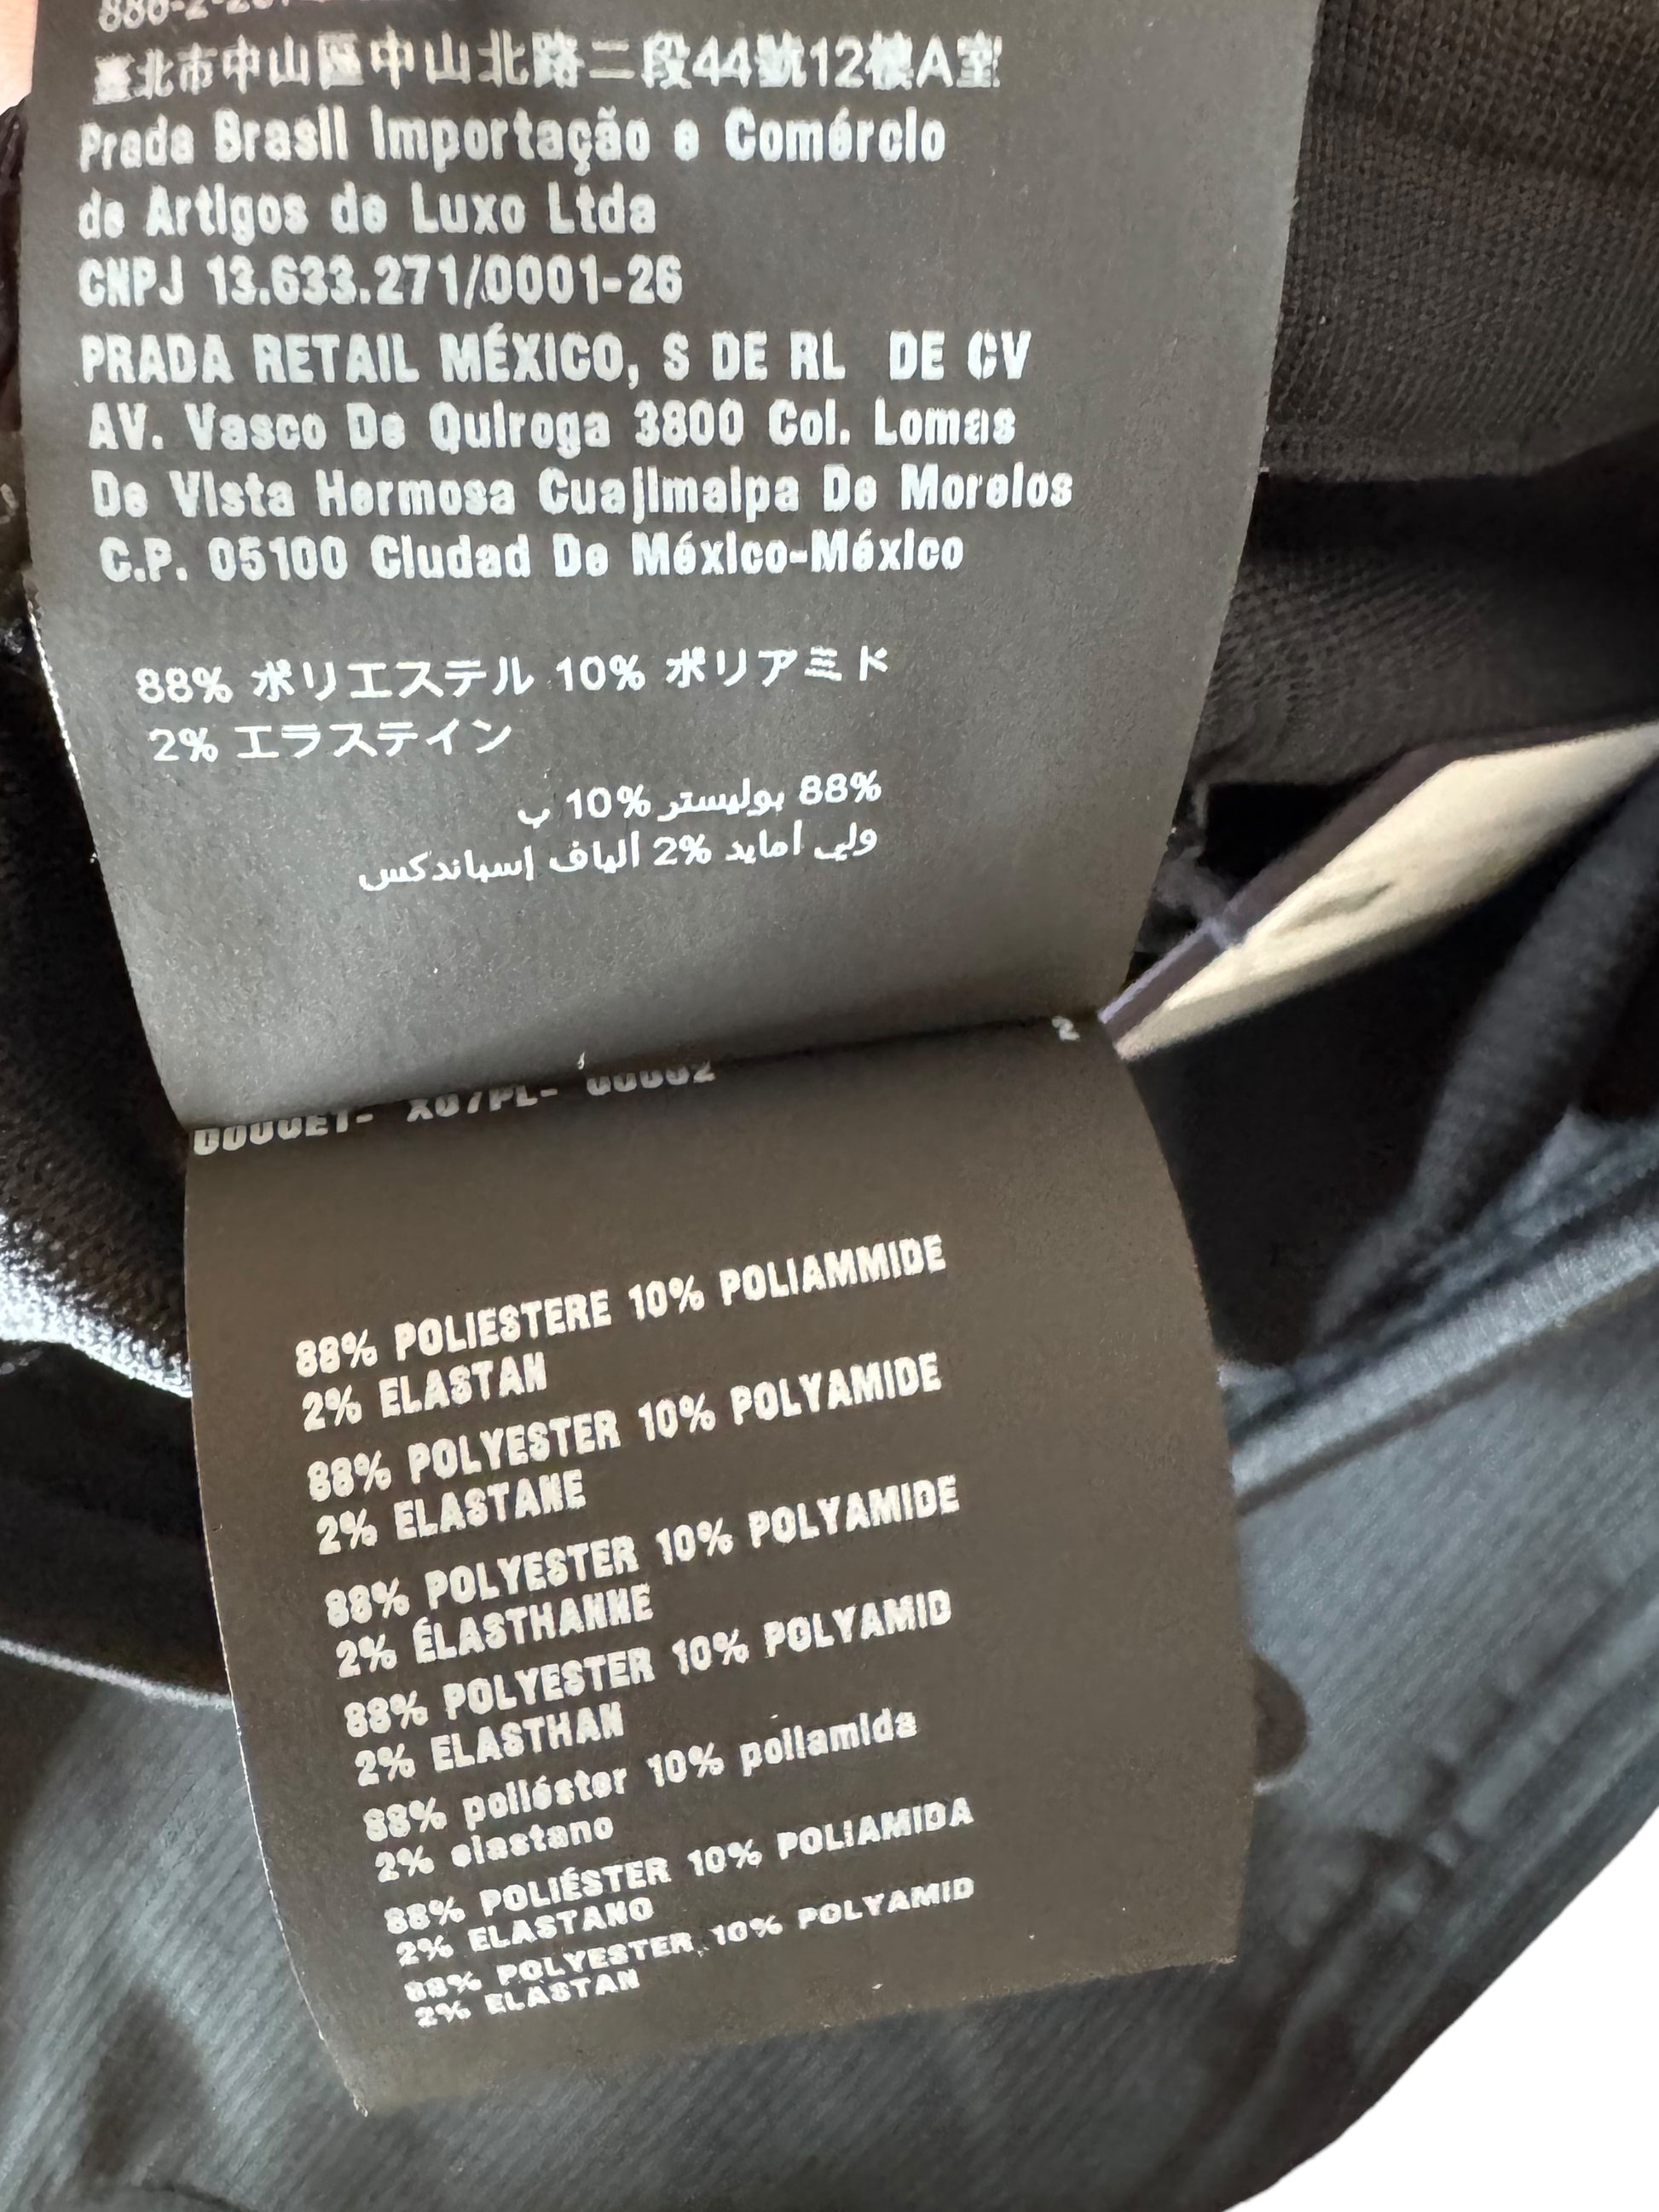 臺北市中山區中山北路二段44號12樓A室
Prada Brasil Importação e Comércio
de Artigos de Luxo Ltda
CNPJ 13.633.271/0001-26
PRADA RETAIL MÉXICO, S DE RL DE CV
AV. Vasco De Quiroga 3800 Col. Lomas
De Vista Hermosa Cuajimalpa De Morelos
C.P. 05100 Ciudad De México-México
88% ポリエステル 10% ポリアミド
2% エラステイン
88% بوليستر 10% ب
ولي أمايد 2% ألياف إسباندكس
2
88% POLIESTERE 10% POLIAMMIDE
2% ELASTAN
88% POLYESTER 10% POLYAMIDE
2% ELASTANE
88% POLYESTER 10% POLYAMIDE
2% ÉLASTHANNE
88% POLYESTER 10% POLYAMID
2% ELASTHAN
88% poliéster 10% poliamida
2% elastano
88% POLIÉSTER 10% POLIAMIDA
2% ELASTANO
88% POLYESTER 10% POLYAMID
2% ELASTAN